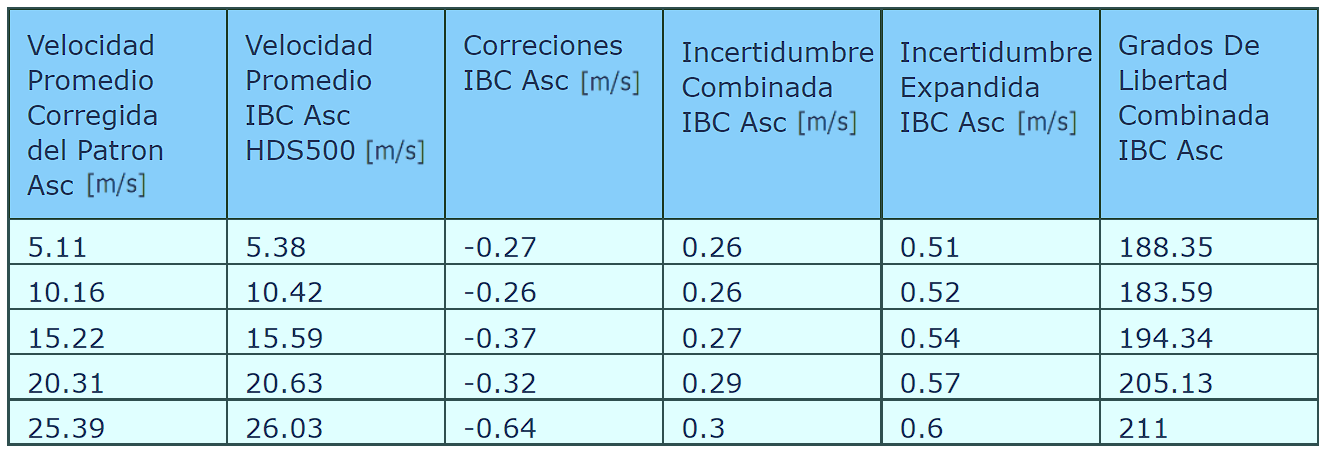 Velocidad
Promedio
Corregida
del Patron
Asc [m/s]
Velocidad
Promedio
IBC Asc
HDS500 [m/s]
Correciones
IBC Asc [m/s]
Incertidumbre
Combinada
IBC Asc [m/s]
Incertidumbre
Expandida
IBC Asc [m/s]
Grados De
Libertad
Combinada
IBC Asc
5.11 5.38 -0.27 0.26 0.51 188.35
10.16 10.42 -0.26 0.26 0.52 183.59
15.22 15.59 -0.37 0.27 0.54 194.34
20.31 20.63 -0.32 0.29 0.57 205.13
25.39 26.03 -0.64 0.3 0.6 211